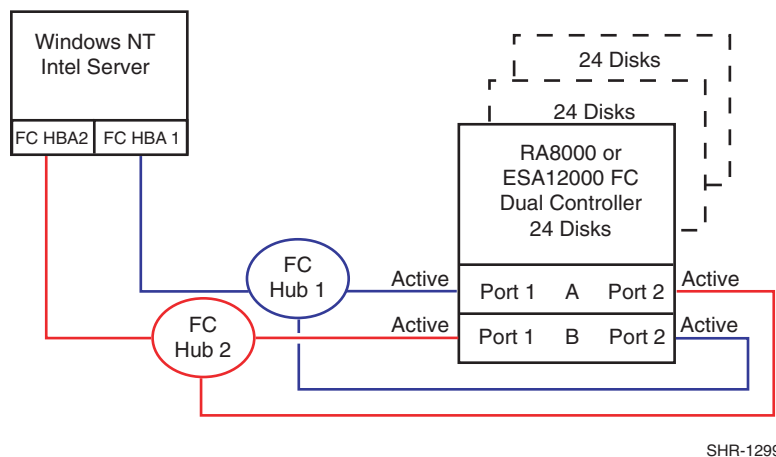 Windows NT
Intel Server
FC HBA2
FC HBA 1
24 Disks
24 Disks
RA8000 or
ESA12000 FC
Dual Controller
24 Disks
FC
Hub 1
Active
Port 1 A Port 2
Active
FC
Hub 2
Active
Port 1 B Port 2
Active
SHR-1299